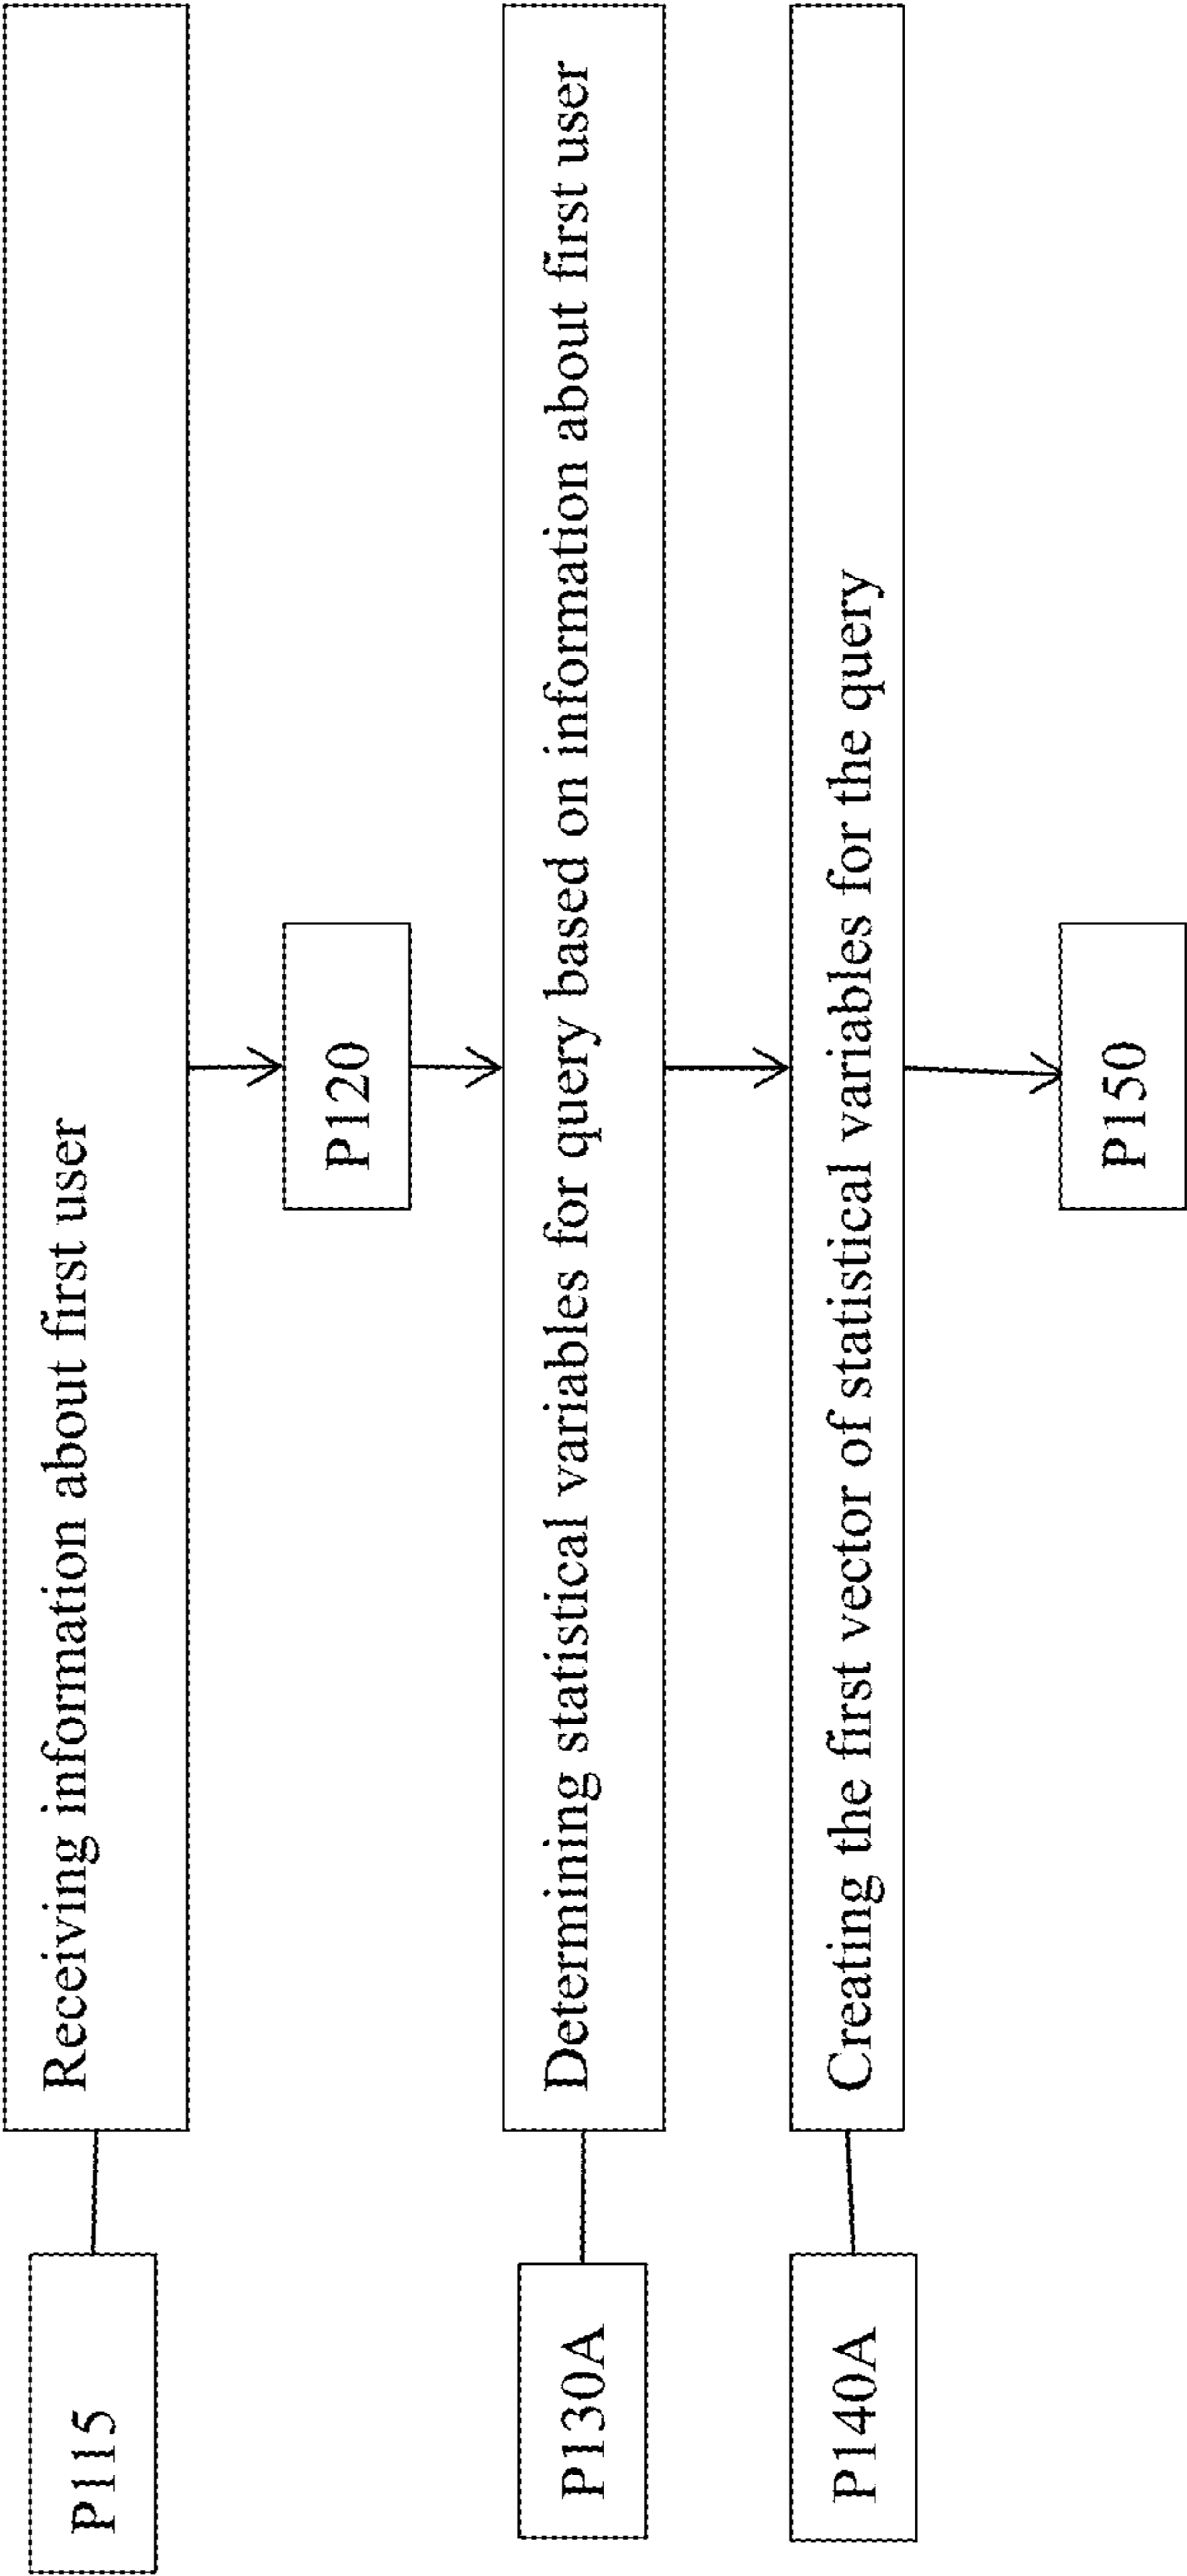 P115
Receiving information about first user
P120
P130A
Determining statistical variables for query based on information about first user
P140A
Creating the first vector of statistical variables for the query
P150